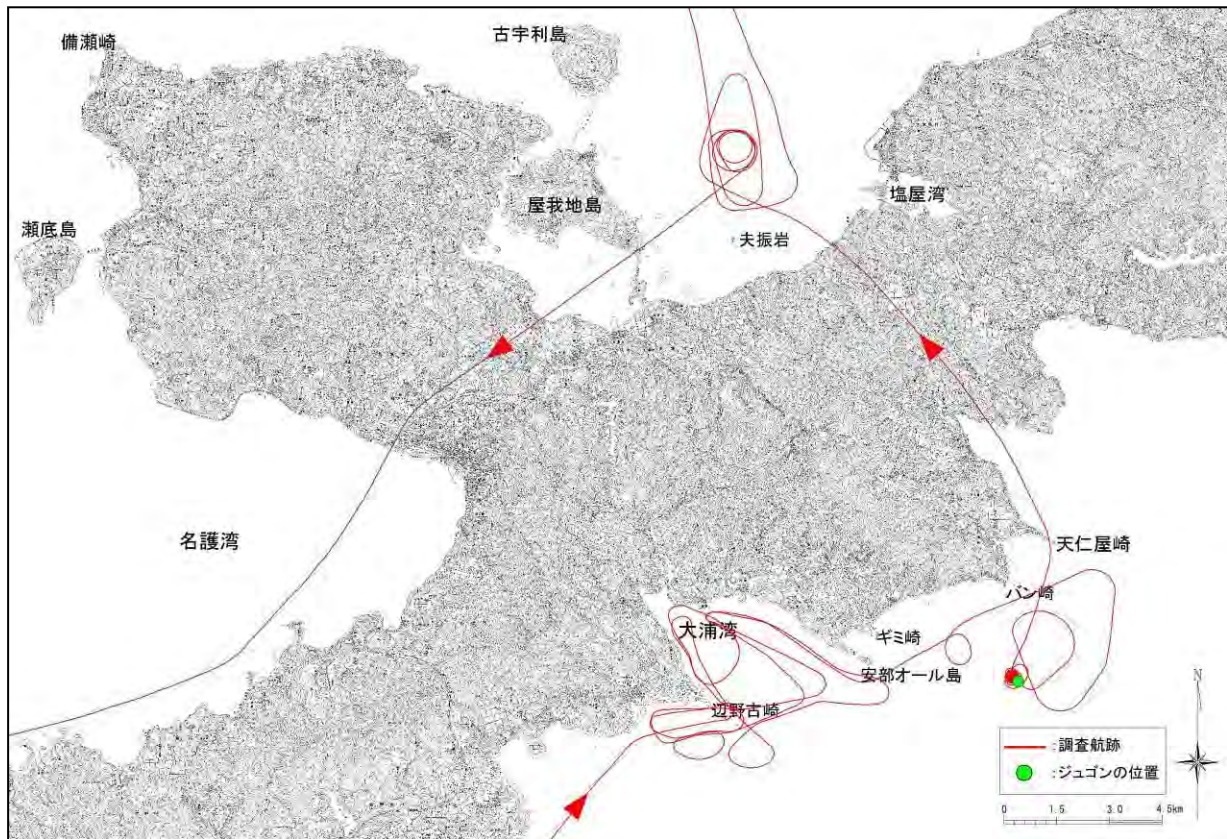 備瀬崎
古宇利島
瀬底島
屋我地島
塩屋湾
夫振岩
名護湾
天仁屋崎
バン崎
大浦湾
ギミ崎
安部オール島
辺野古崎
N
:調査航跡
:ジュゴンの位置
0 1.5 3.0 4.5km